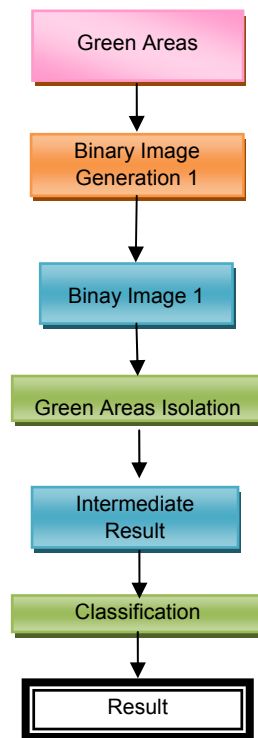 Green Areas
Binary Image
Generation 1
Binay Image 1
Green Areas Isolation
Intermediate
Result
Classification
Result